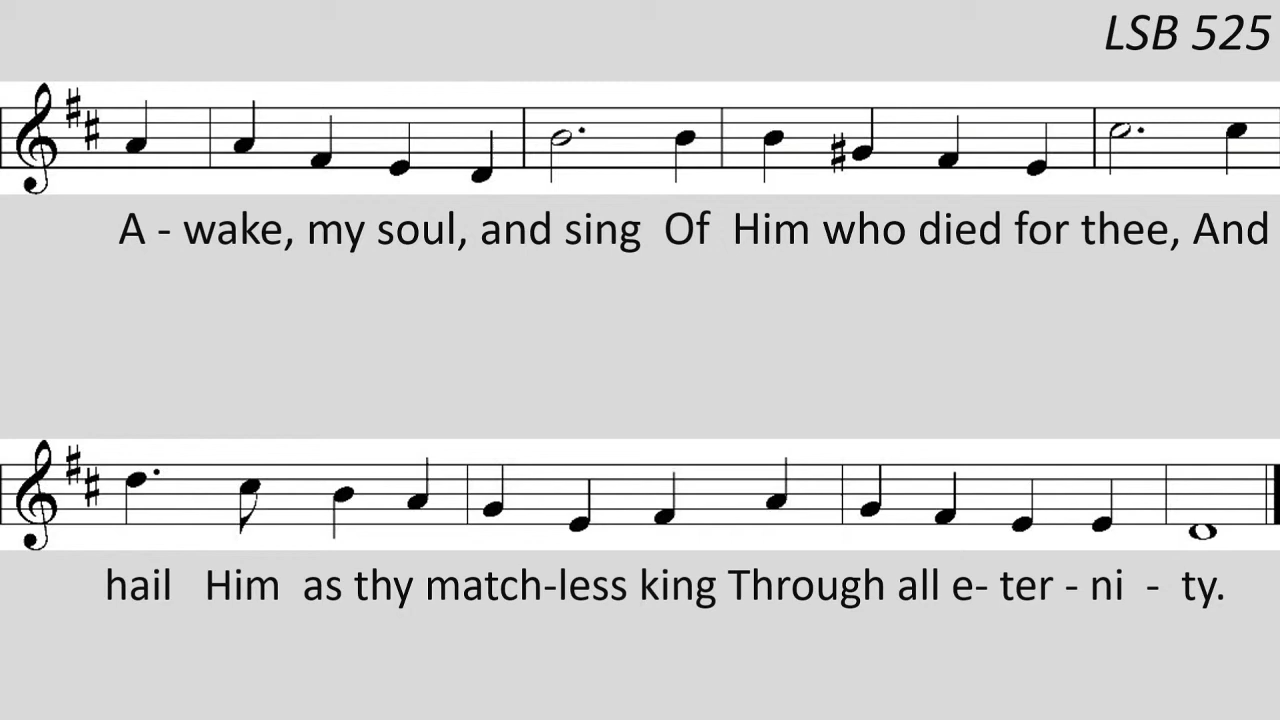 LSB 525
A - wake, my soul, and sing Of Him who died for thee, And
hail Him as thy match-less king Through all e- ter - ni - ty.